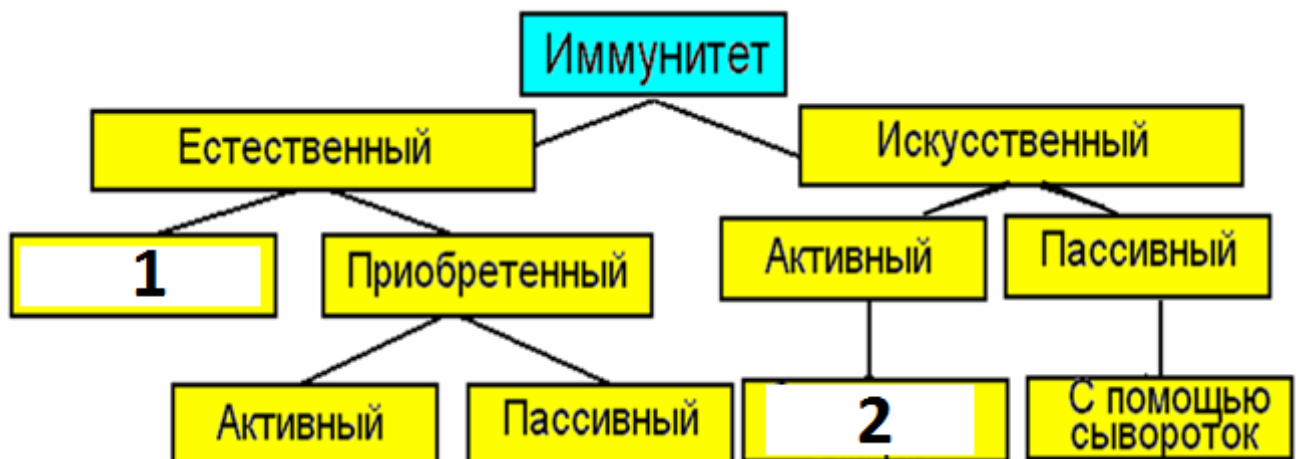 Иммунитет
Естественный
Искусственный
1
Приобретенный
Активный
Пассивный
Активный
Пассивный
2
С помощью
сывороток